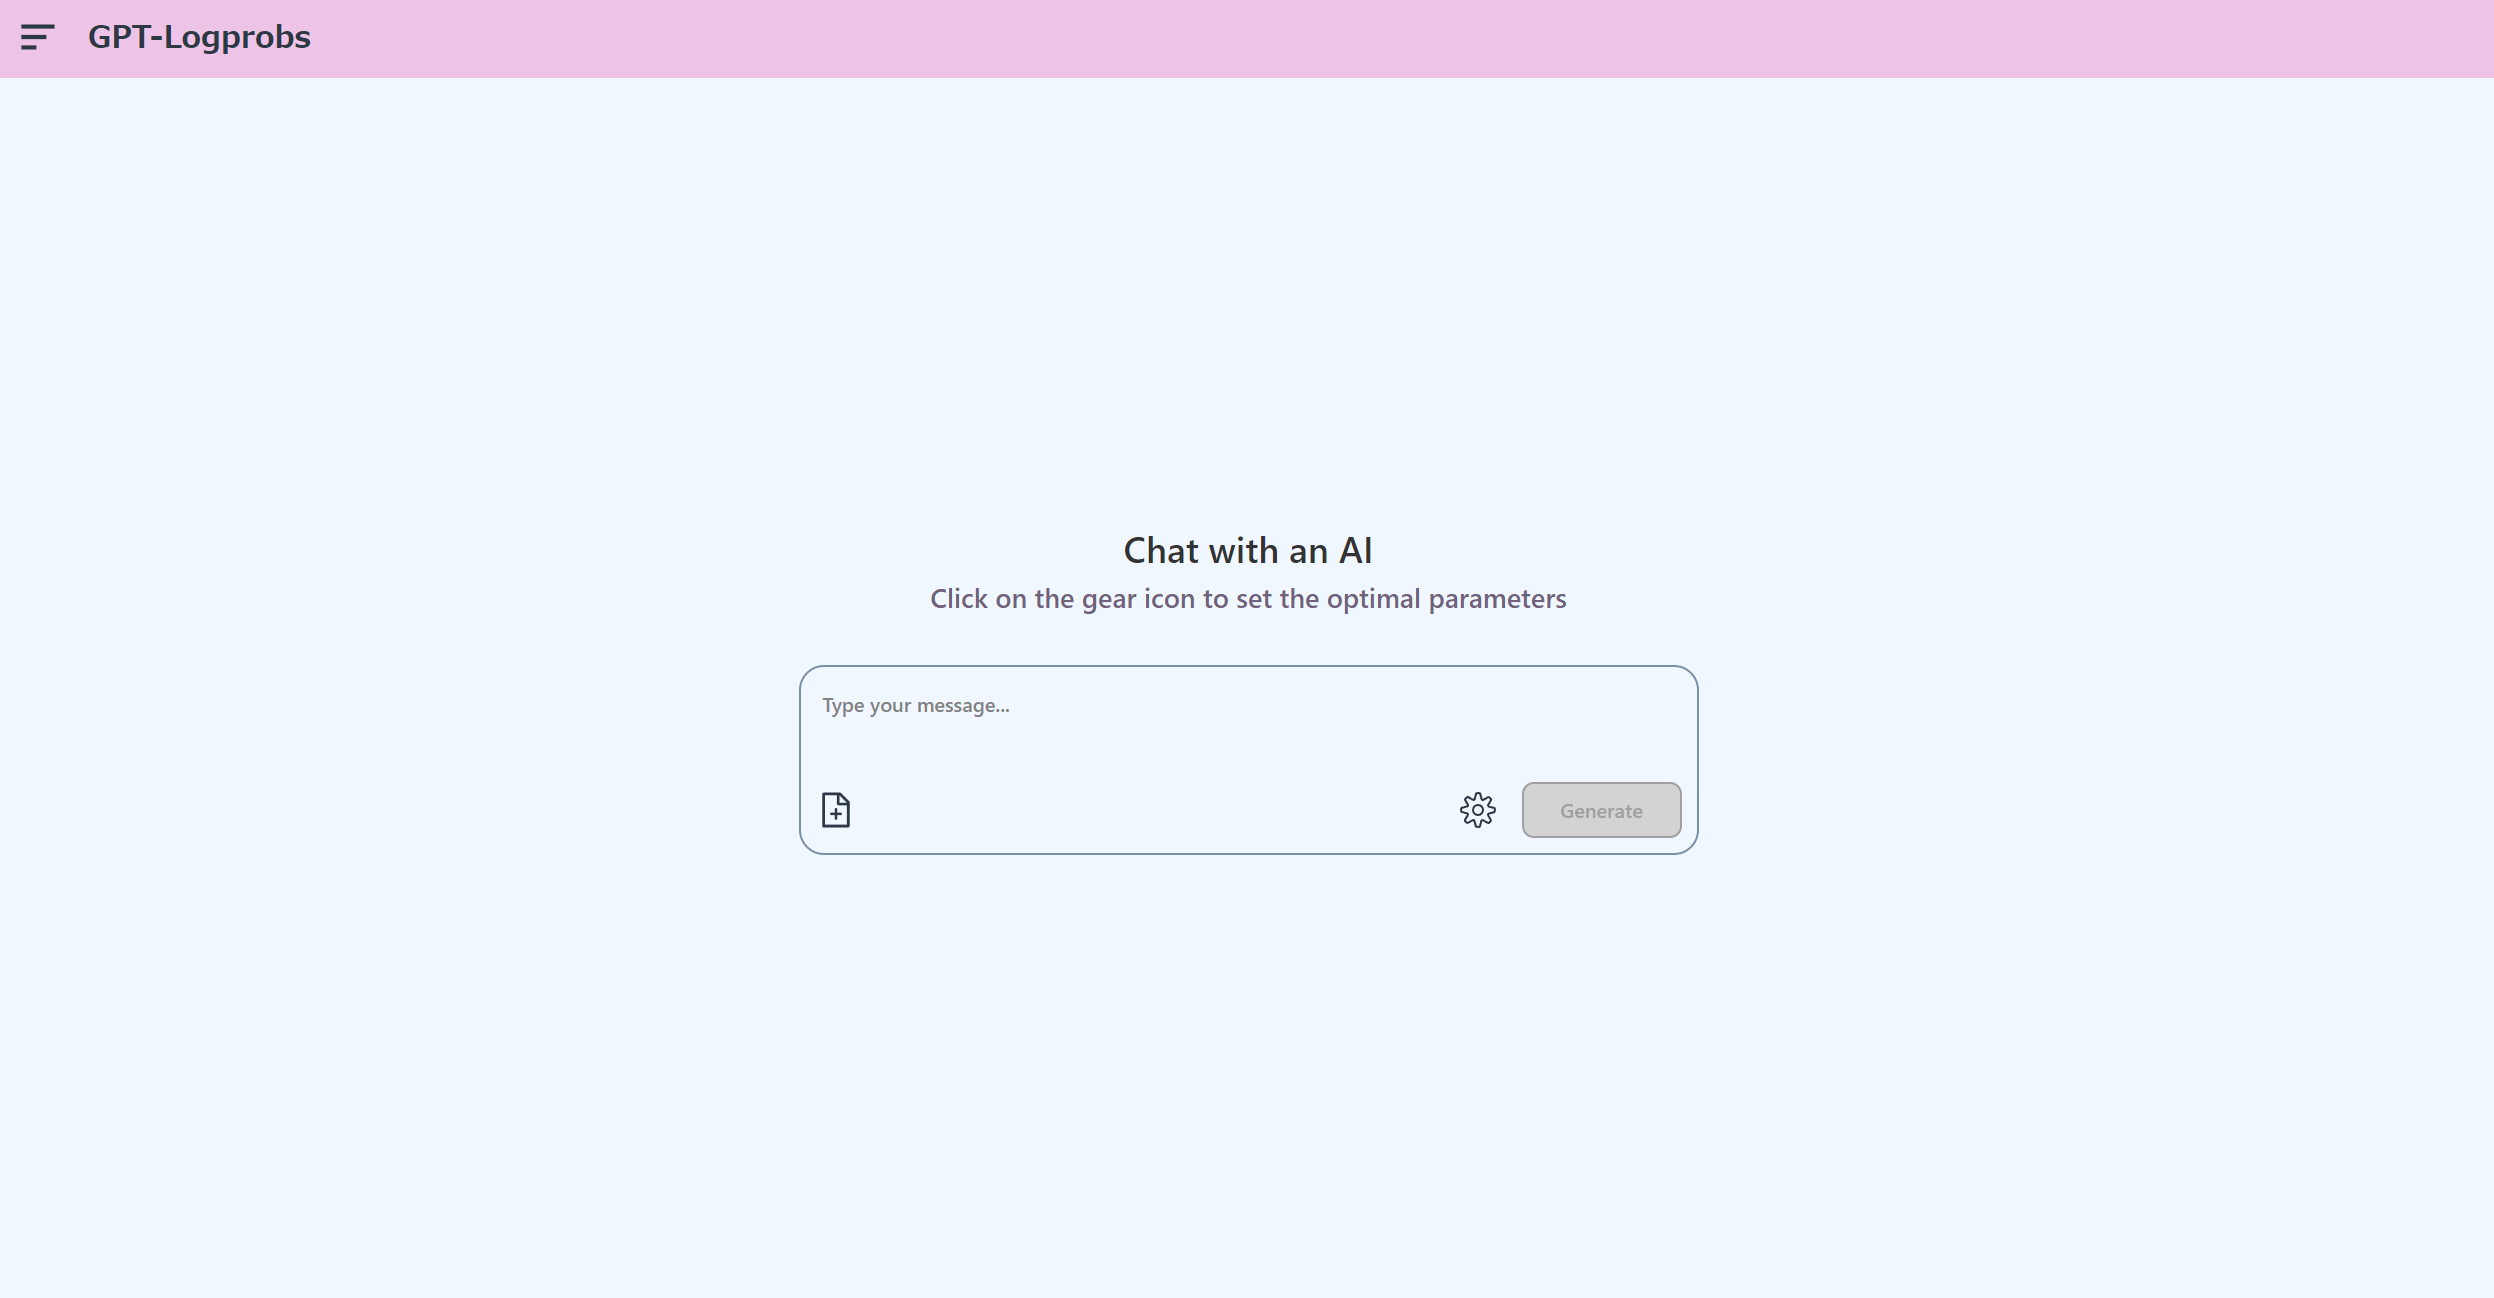 GPT-Logprobs
Chat with an AI
Click on the gear icon to set the optimal parameters
Type your message...
Generate